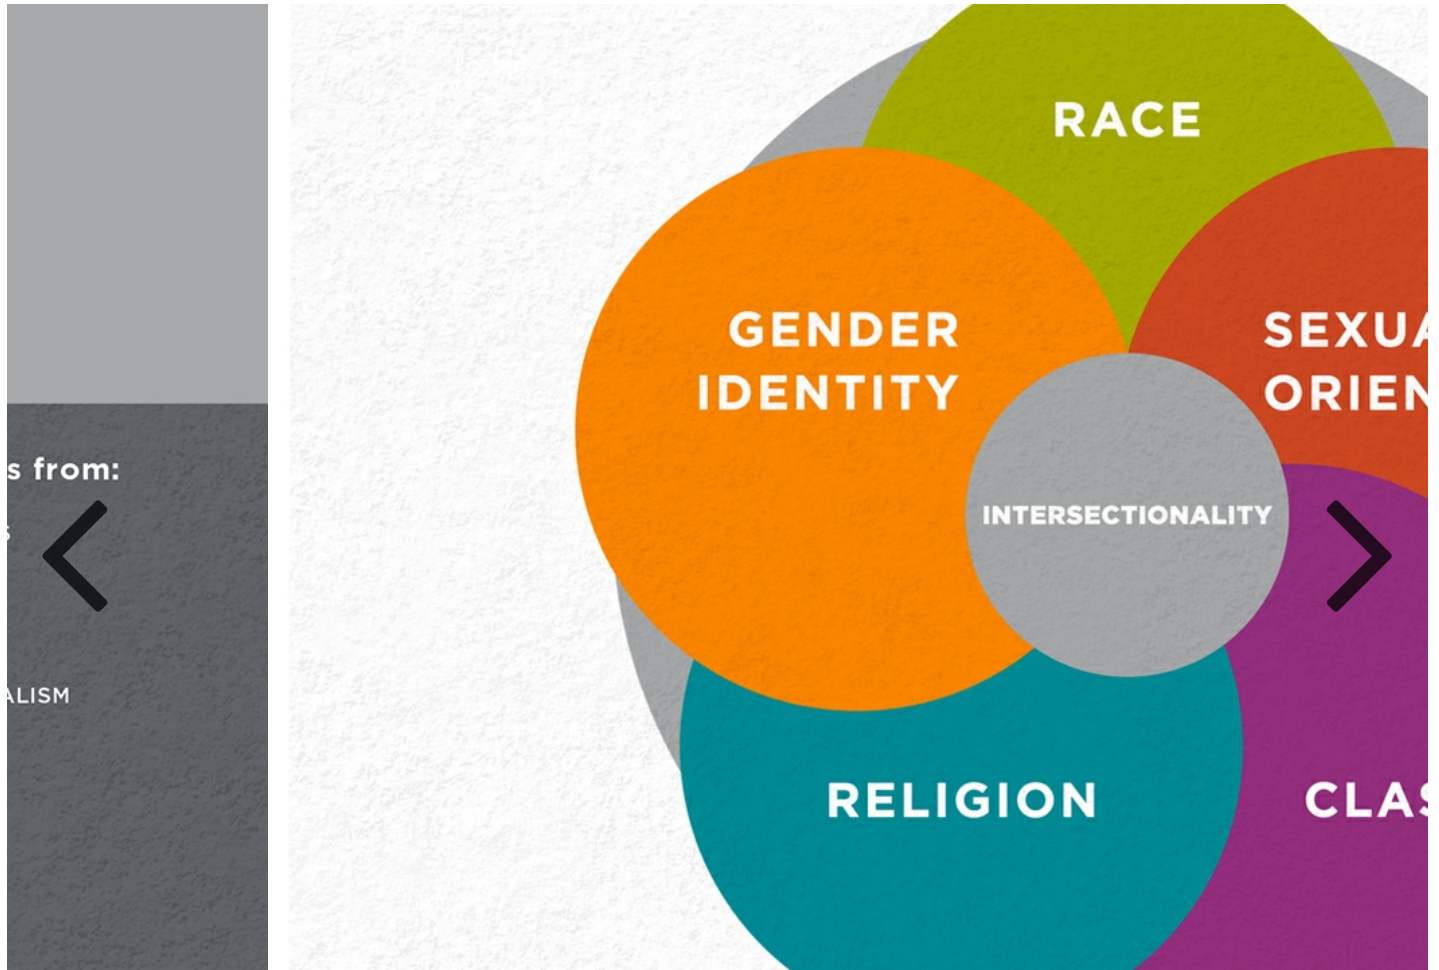 s from:
ALISM
RACE
GENDER
IDENTITY
SEXUA
ORIEN
INTERSECTIONALITY
RELIGION
CLAS